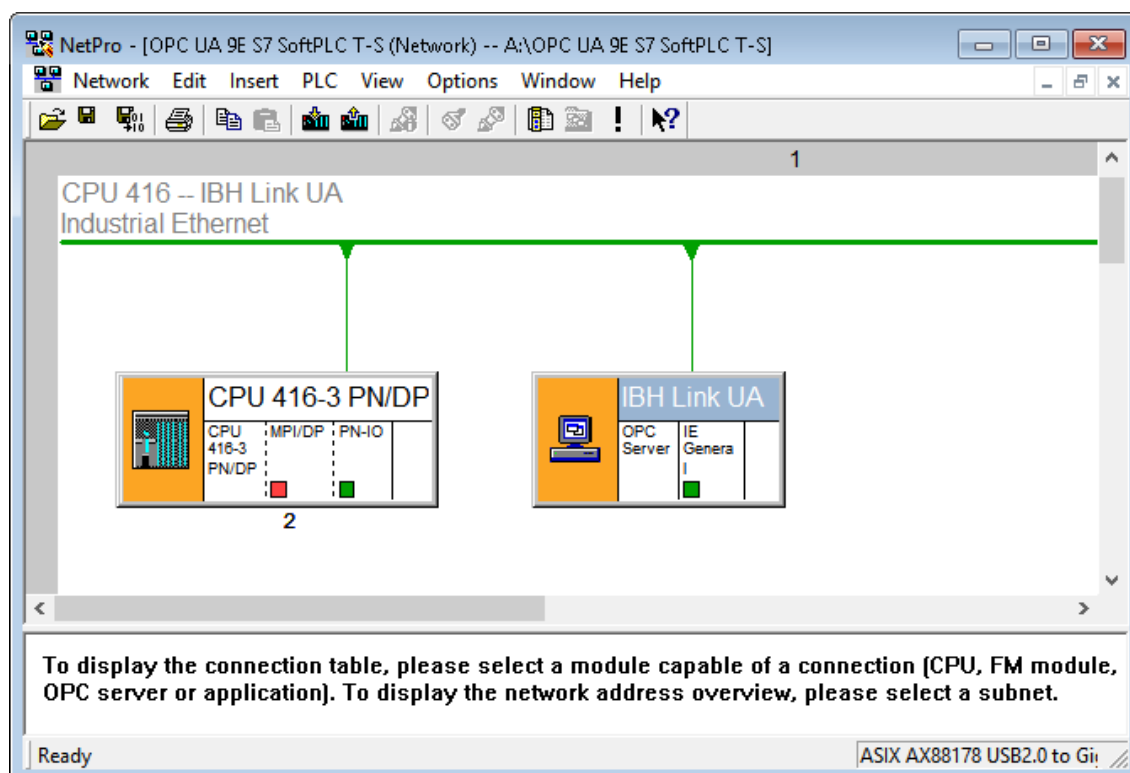 NetPro - [OPC UA 9E S7 SoftPLC T-S (Network) -- A:\OPC UA 9E S7 SoftPLC T-S]
Network Edit Insert PLC View Options Window Help
1
CPU 416 -- IBH Link UA
Industrial Ethernet
CPU 416-3 PN/DP
CPU 416-3 PN/DP
MPI/DP
PN-IO
2
IBH Link UA
OPC Server
IE Genera l
To display the connection table, please select a module capable of a connection (CPU, FM module,
OPC server or application). To display the network address overview, please select a subnet.
Ready
ASIX AX88178 USB2.0 to Gi